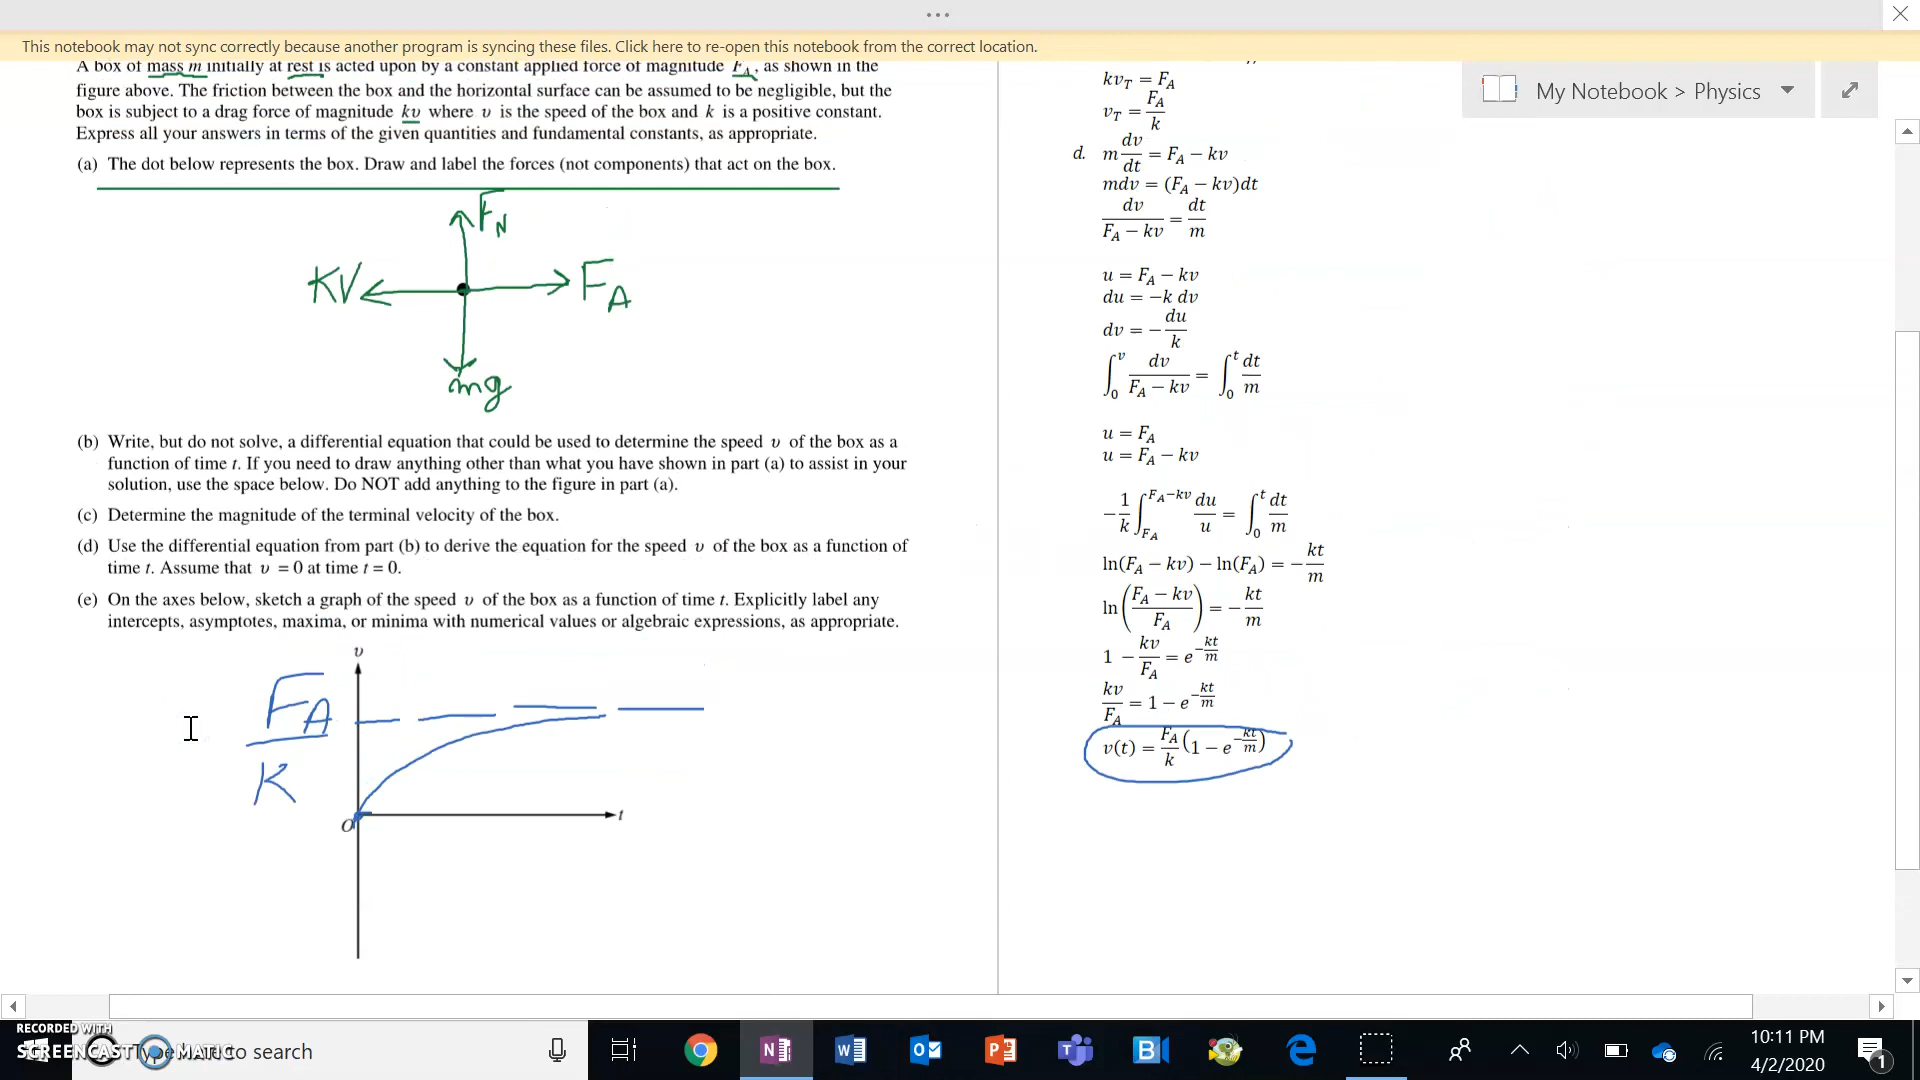 This notebook may not sync correctly because another program is syncing these files. Click here to re-open this notebook from the correct location.
A box of mass m initially at rest is acted upon by a constant applied force of magnitude F_A, as shown in the
figure above. The friction between the box and the horizontal surface can be assumed to be negligible, but the
box is subject to a drag force of magnitude kv where v is the speed of the box and k is a positive constant.
Express all your answers in terms of the given quantities and fundamental constants, as appropriate.
(a) The dot below represents the box. Draw and label the forces (not components) that act on the box.
F_N
KV
F_A
mg
(b) Write, but do not solve, a differential equation that could be used to determine the speed v of the box as a
function of time t. If you need to draw anything other than what you have shown in part (a) to assist in your
solution, use the space below. Do NOT add anything to the figure in part (a).
(c) Determine the magnitude of the terminal velocity of the box.
(d) Use the differential equation from part (b) to derive the equation for the speed v of the box as a function of
time t. Assume that v = 0 at time t = 0.
(e) On the axes below, sketch a graph of the speed v of the box as a function of time t. Explicitly label any
intercepts, asymptotes, maxima, or minima with numerical values or algebraic expressions, as appropriate.
v
F_A/K
O
t
kv_T = F_A
v_T = F_A/k
d. m dv/dt = F_A − kv
mdv = (F_A − kv)dt
dv/(F_A − kv) = dt/m
u = F_A − kv
du = −k dv
dv = −du/k
∫_0^v dv/(F_A − kv) = ∫_0^t dt/m
u = F_A
u = F_A − kv
−1/k ∫_{F_A}^{F_A−kv} du/u = ∫_0^t dt/m
ln(F_A − kv) − ln(F_A) = −kt/m
ln((F_A − kv)/F_A) = −kt/m
1 − kv/F_A = e^{−kt/m}
kv/F_A = 1 − e^{−kt/m}
v(t) = F_A/k (1 − e^{−kt/m})
My Notebook > Physics
RECORDED WITH
SCREENCAST MATIC
Type here to search
10:11 PM
4/2/2020
1